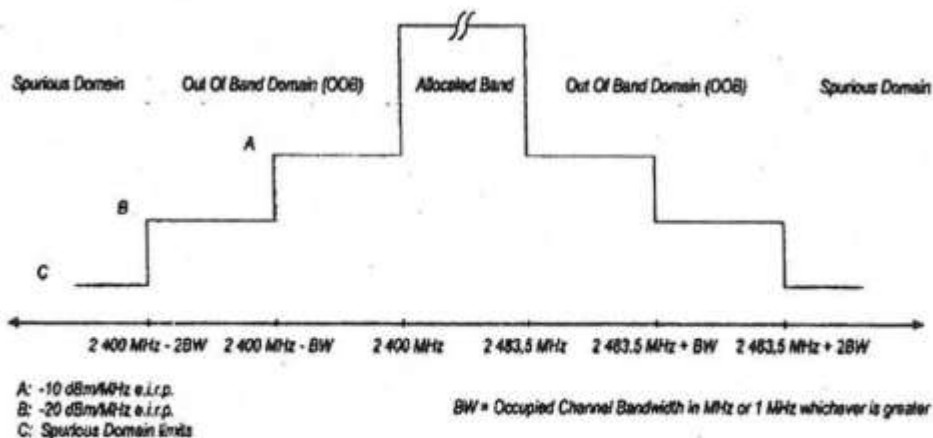 Spurious Domain
Out Of Band Domain (OOB)
Allocated Band
Out Of Band Domain (OOB)
Spurious Domain
A
B
C
2 400 MHz - 2BW
2 400 MHz - BW
2 400 MHz
2 483,5 MHz
2 483.5 MHz + BW
2 483,5 MHz + 2BW
A: -10 dBm/MHz e.i.r.p.
B: -20 dBm/MHz e.i.r.p.
C: Spurious Domain limits
BW = Occupied Channel Bandwidth in MHz or 1 MHz whichever is greater